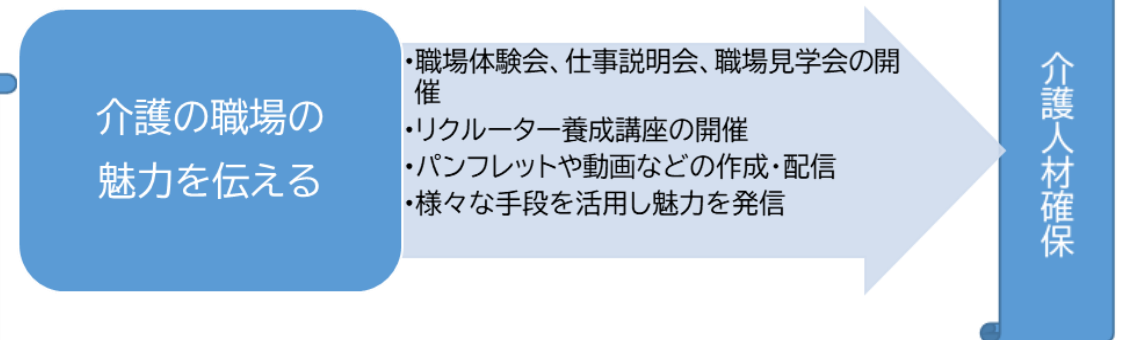 介護の職場の
魅力を伝える
・職場体験会、仕事説明会、職場見学会の開
催
・リクルーター養成講座の開催
・パンフレットや動画などの作成・配信
・様々な手段を活用し魅力を発信
介護人材確保